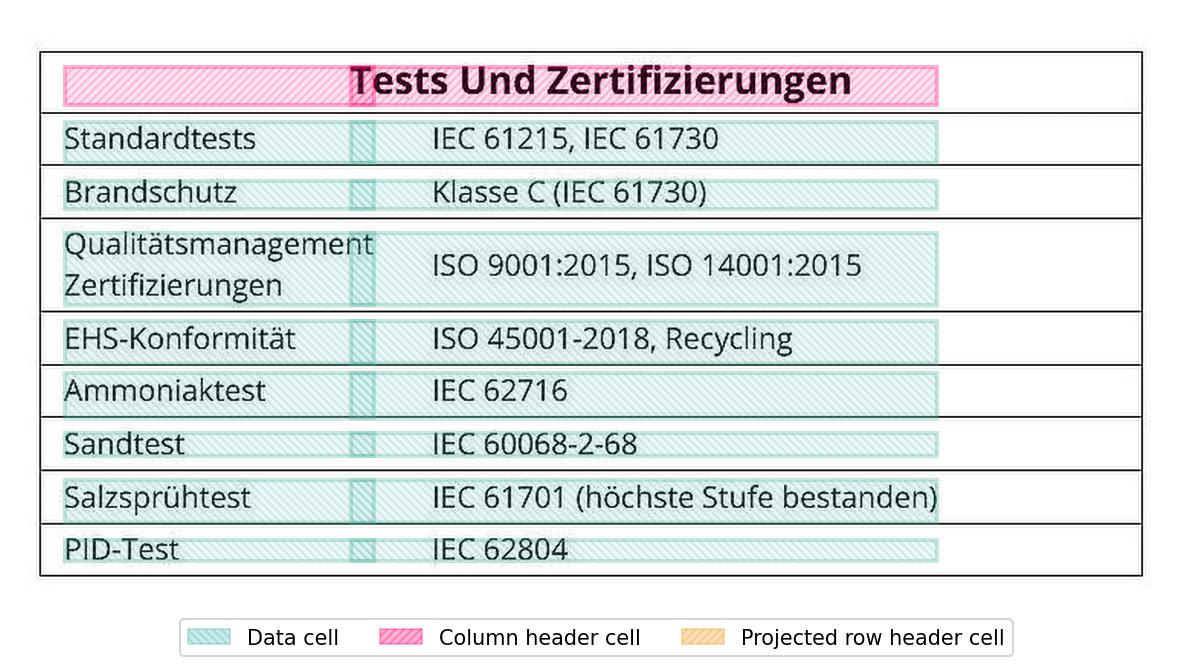 Tests Und Zertifizierungen
Standardtests IEC 61215, IEC 61730
Brandschutz Klasse C (IEC 61730)
Qualitätsmanagement
Zertifizierungen ISO 9001:2015, ISO 14001:2015
EHS-Konformität ISO 45001-2018, Recycling
Ammoniaktest IEC 62716
Sandtest IEC 60068-2-68
Salzsprühtest IEC 61701 (höchste Stufe bestanden)
PID-Test IEC 62804
Data cell Column header cell Projected row header cell